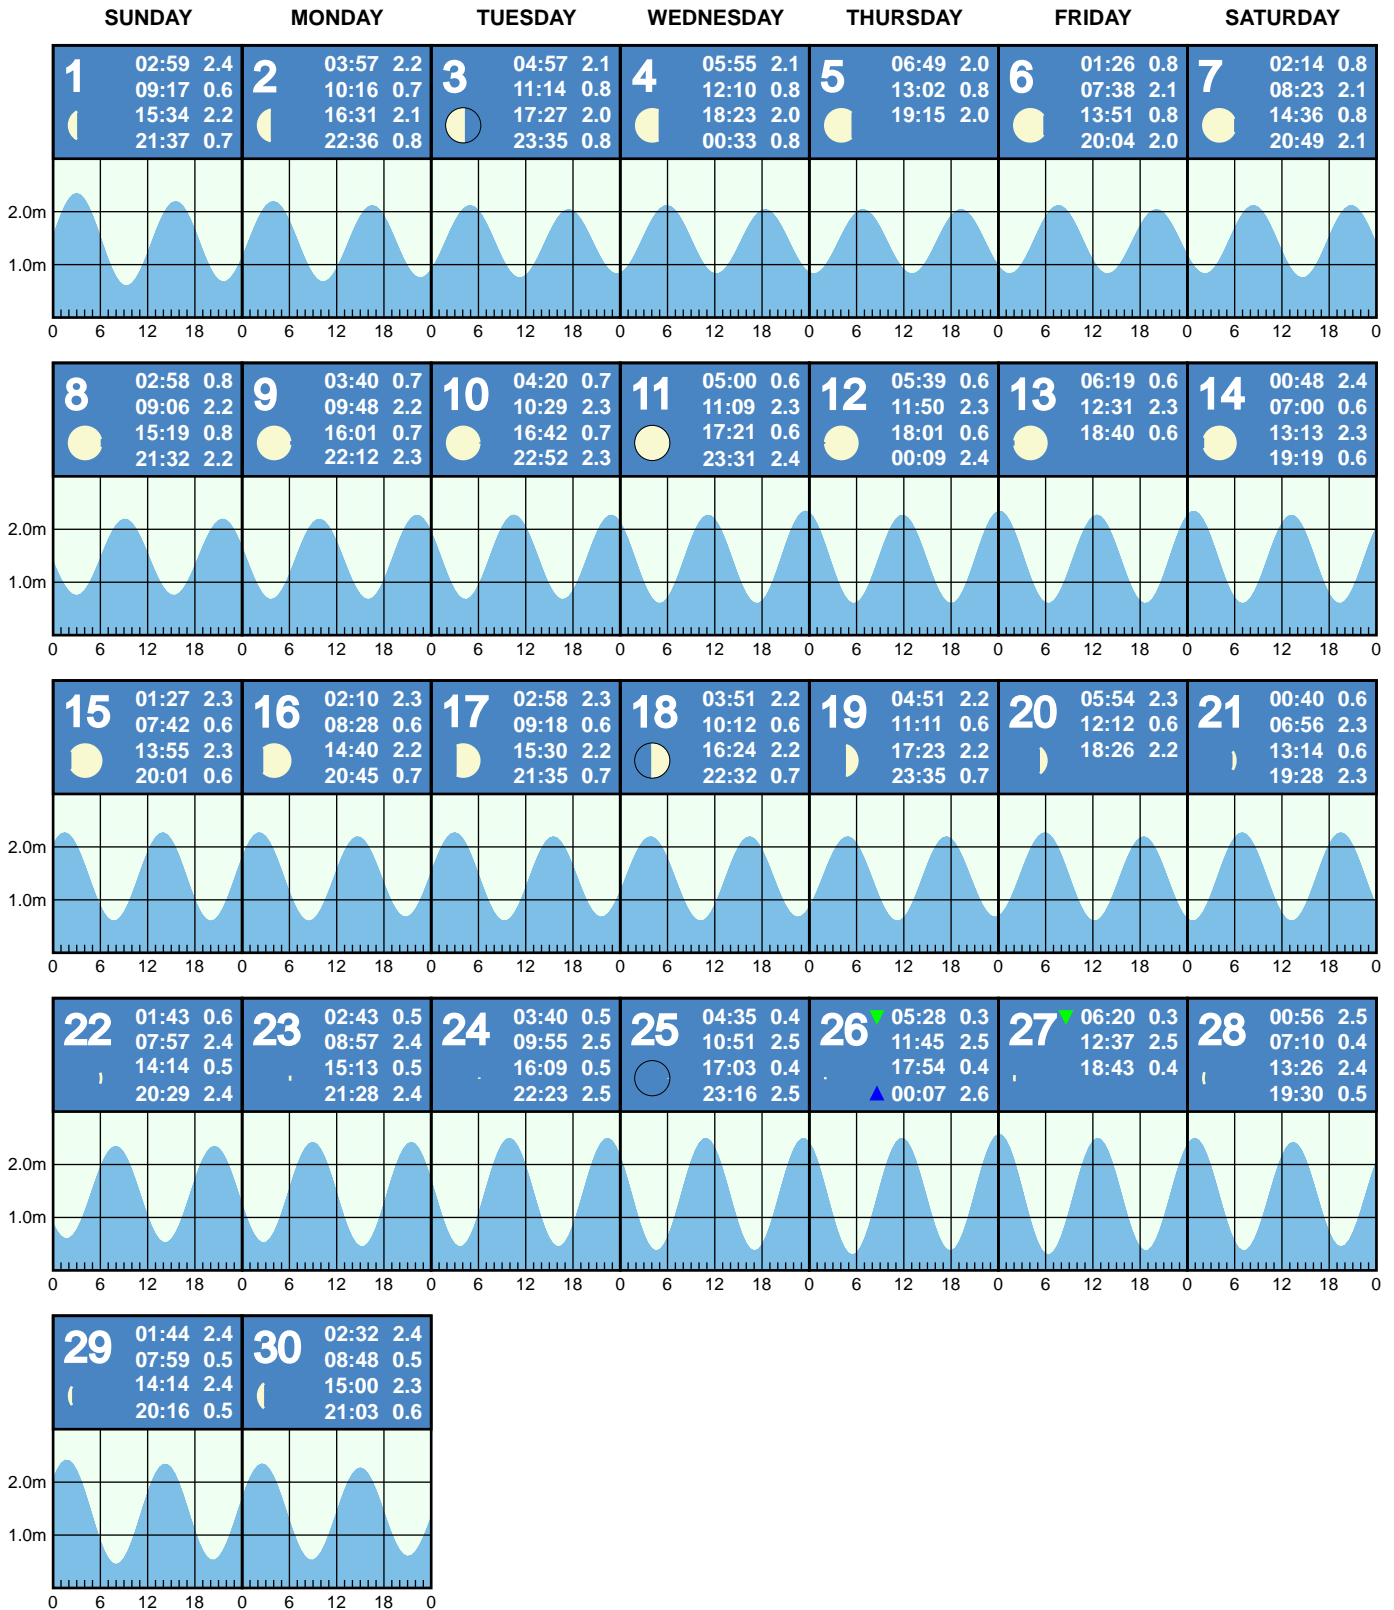 SUNDAY MONDAY TUESDAY WEDNESDAY THURSDAY FRIDAY SATURDAY
1 02:59 2.4
09:17 0.6
15:34 2.2
21:37 0.7
2 03:57 2.2
10:16 0.7
16:31 2.1
22:36 0.8
3 04:57 2.1
11:14 0.8
17:27 2.0
23:35 0.8
4 05:55 2.1
12:10 0.8
18:23 2.0
00:33 0.8
5 06:49 2.0
13:02 0.8
19:15 2.0
6 01:26 0.8
07:38 2.1
13:51 0.8
20:04 2.0
7 02:14 0.8
08:23 2.1
14:36 0.8
20:49 2.1
2.0m
1.0m
0 6 12 18 0 6 12 18 0 6 12 18 0 6 12 18 0 6 12 18 0 6 12 18 0 6 12 18 0
8 02:58 0.8
09:06 2.2
15:19 0.8
21:32 2.2
9 03:40 0.7
09:48 2.2
16:01 0.7
22:12 2.3
10 04:20 0.7
10:29 2.3
16:42 0.7
22:52 2.3
11 05:00 0.6
11:09 2.3
17:21 0.6
23:31 2.4
12 05:39 0.6
11:50 2.3
18:01 0.6
00:09 2.4
13 06:19 0.6
12:31 2.3
18:40 0.6
14 00:48 2.4
07:00 0.6
13:13 2.3
19:19 0.6
2.0m
1.0m
0 6 12 18 0 6 12 18 0 6 12 18 0 6 12 18 0 6 12 18 0 6 12 18 0 6 12 18 0
15 01:27 2.3
07:42 0.6
13:55 2.3
20:01 0.6
16 02:10 2.3
08:28 0.6
14:40 2.2
20:45 0.7
17 02:58 2.3
09:18 0.6
15:30 2.2
21:35 0.7
18 03:51 2.2
10:12 0.6
16:24 2.2
22:32 0.7
19 04:51 2.2
11:11 0.6
17:23 2.2
23:35 0.7
20 05:54 2.3
12:12 0.6
18:26 2.2
21 00:40 0.6
06:56 2.3
13:14 0.6
19:28 2.3
2.0m
1.0m
0 6 12 18 0 6 12 18 0 6 12 18 0 6 12 18 0 6 12 18 0 6 12 18 0 6 12 18 0
22 01:43 0.6
07:57 2.4
14:14 0.5
20:29 2.4
23 02:43 0.5
08:57 2.4
15:13 0.5
21:28 2.4
24 03:40 0.5
09:55 2.5
16:09 0.5
22:23 2.5
25 04:35 0.4
10:51 2.5
17:03 0.4
23:16 2.5
26 05:28 0.3
11:45 2.5
17:54 0.4
00:07 2.6
27 06:20 0.3
12:37 2.5
18:43 0.4
28 00:56 2.5
07:10 0.4
13:26 2.4
19:30 0.5
2.0m
1.0m
0 6 12 18 0 6 12 18 0 6 12 18 0 6 12 18 0 6 12 18 0 6 12 18 0 6 12 18 0
29 01:44 2.4
07:59 0.5
14:14 2.4
20:16 0.5
30 02:32 2.4
08:48 0.5
15:00 2.3
21:03 0.6
2.0m
1.0m
0 6 12 18 0 6 12 18 0